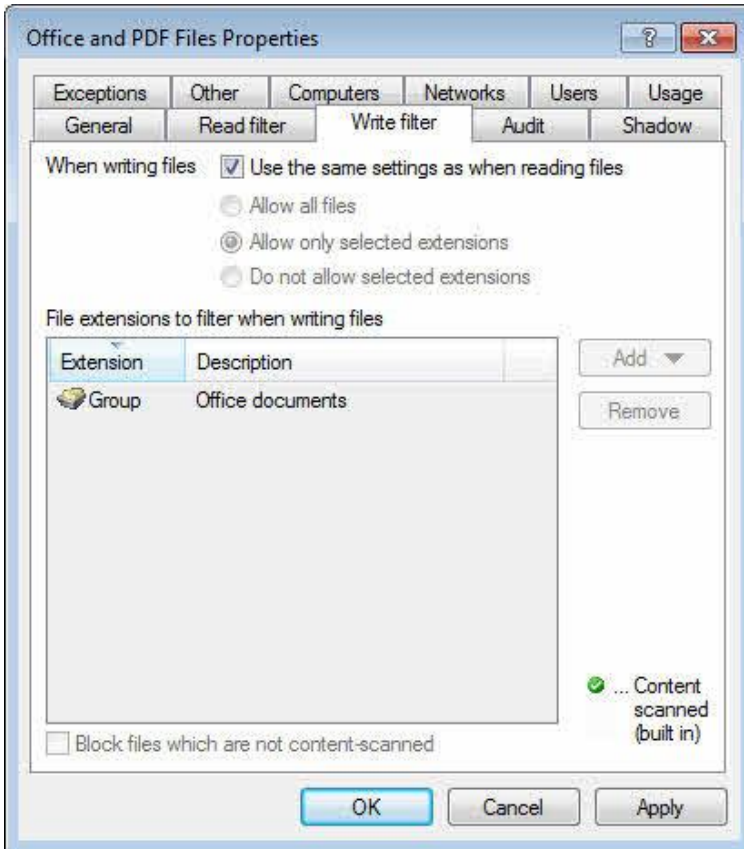 Office and PDF Files Properties
Exceptions Other Computers Networks Users Usage
General Read filter Write filter Audit Shadow
When writing files Use the same settings as when reading files
Allow all files
Allow only selected extensions
Do not allow selected extensions
File extensions to filter when writing files
Extension Description
Add
Group Office documents
Remove
... Content
scanned
(built in)
Block files which are not content-scanned
OK Cancel Apply